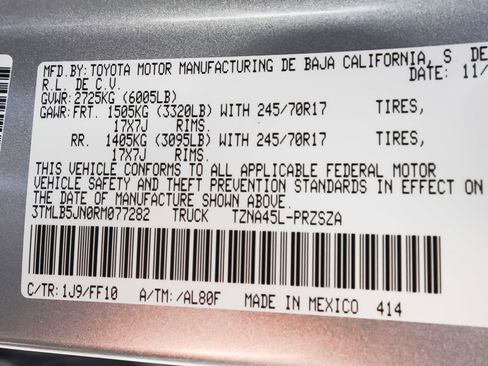 MFD.BY:TOYOTA MOTOR MANUFACTURING DE BAJA CALIFORNIA, S DE
R.L. DE C.V. DATE: 11/
GVWR:2725KG (6005LB)
GAWR:FRT. 1505KG (3320LB) WITH 245/70R17 TIRES,
17X7J RIMS.
RR. 1405KG (3095LB) WITH 245/70R17 TIRES,
17X7J RIMS.
THIS VEHICLE CONFORMS TO ALL APPLICABLE FEDERAL MOTOR
VEHICLE SAFETY AND THEFT PREVENTION STANDARDS IN EFFECT ON
THE DATE OF MANUFACTURE SHOWN ABOVE.
3TMLB5JN0RM077282 TRUCK TZNA45L-PRZSZA
C/TR:1J9/FF10 A/TM:/AL80F MADE IN MEXICO 414